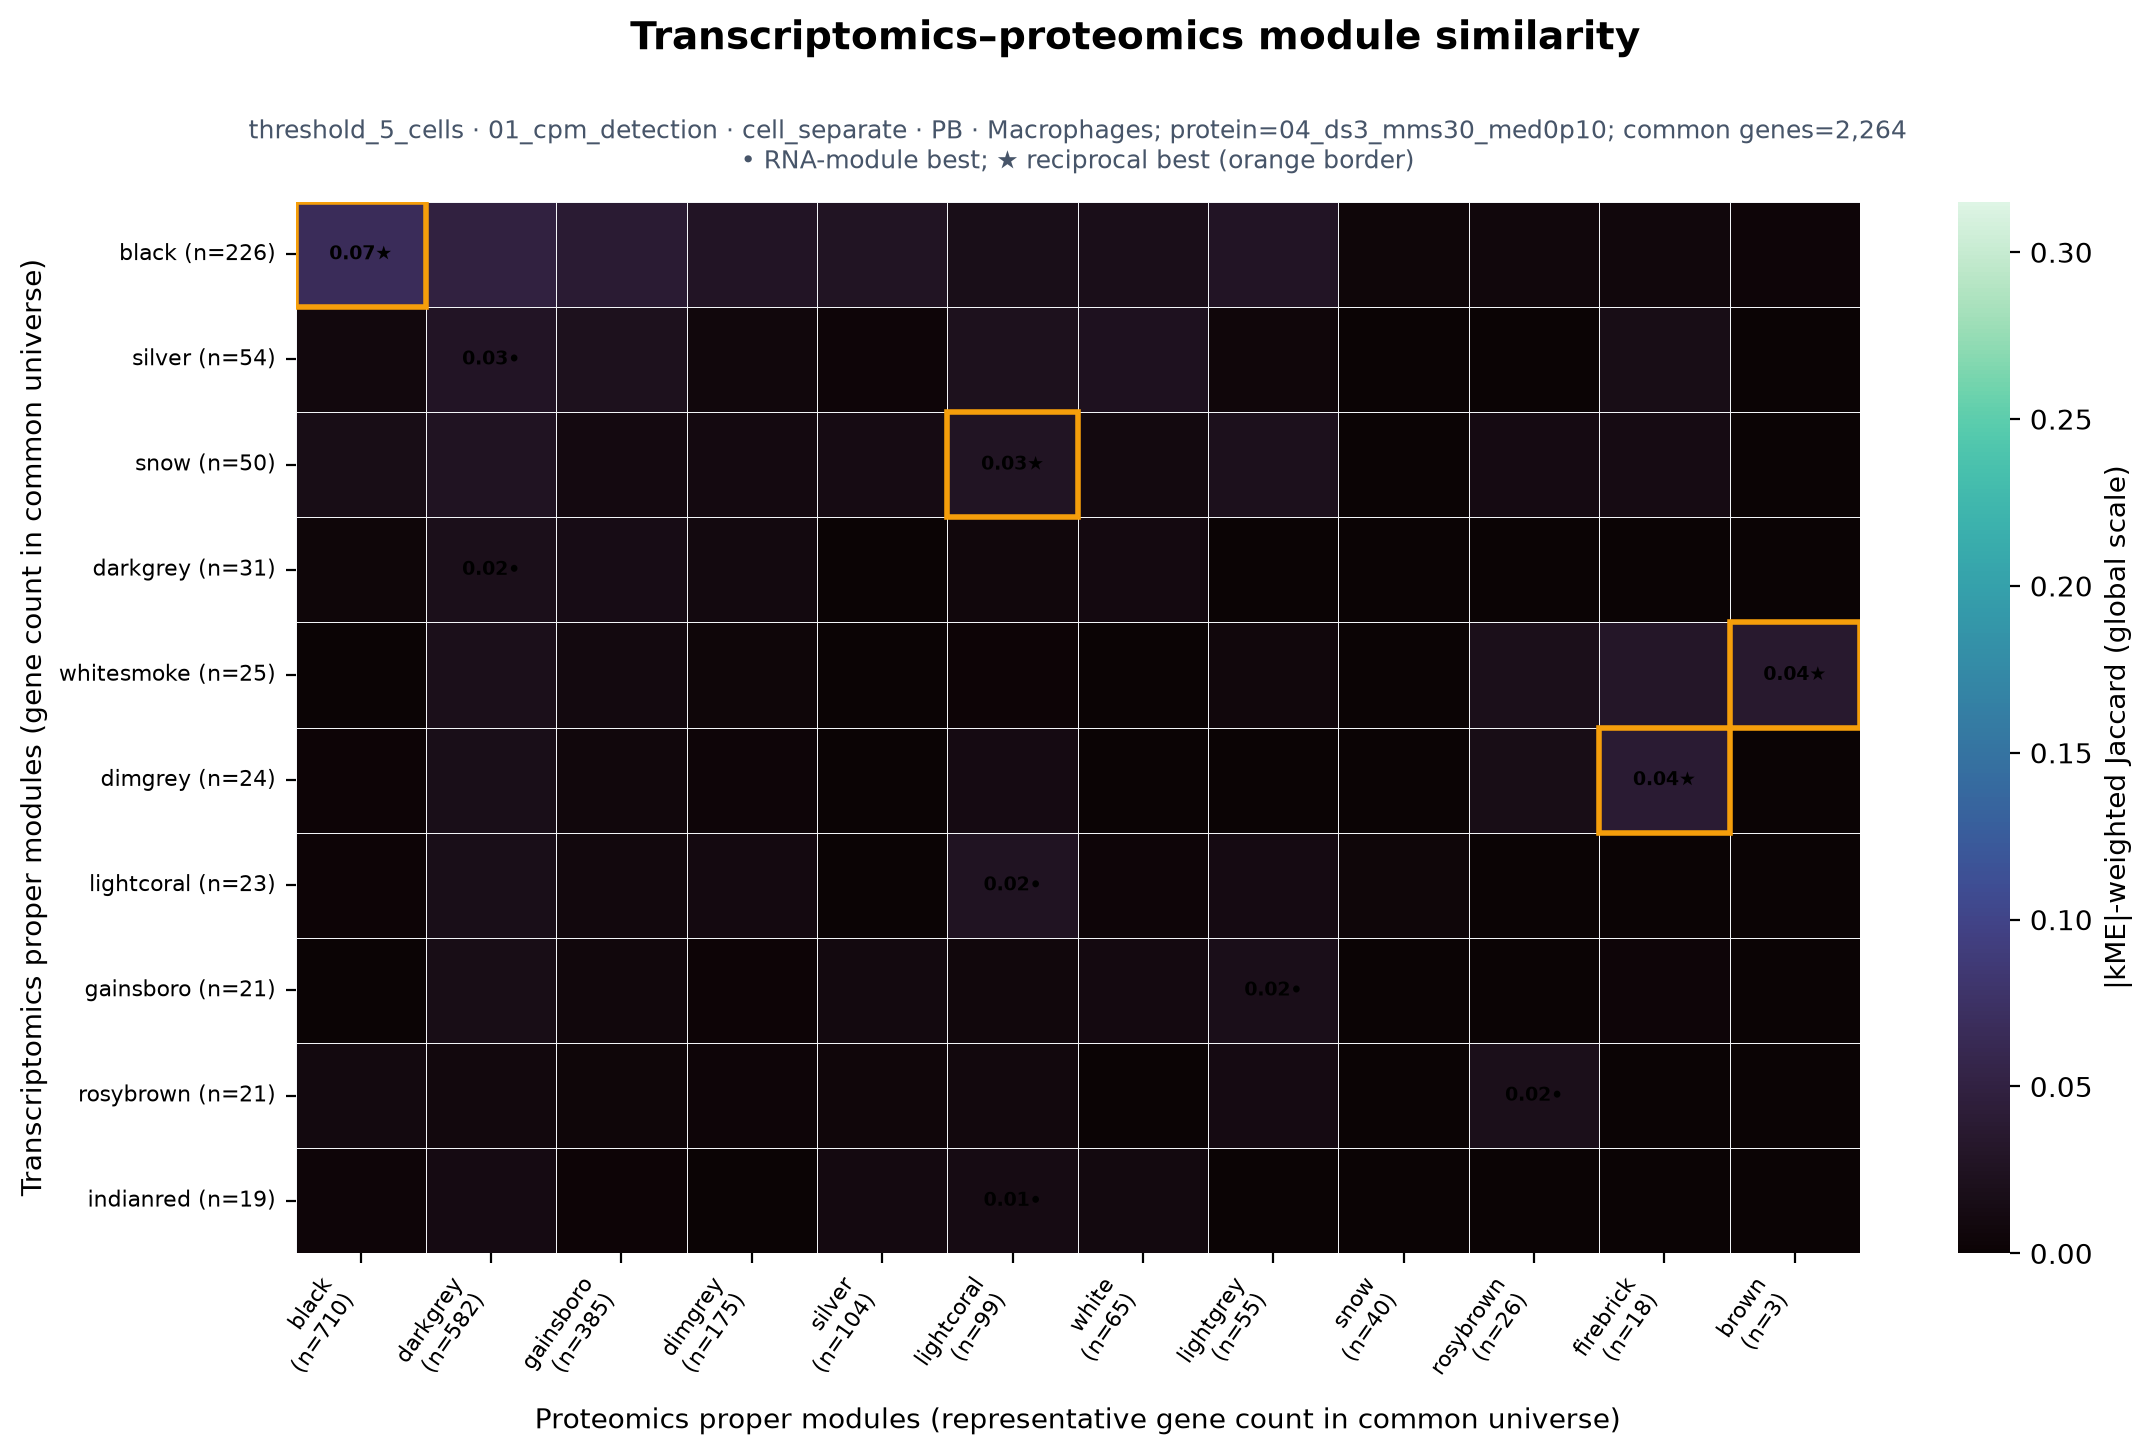 Transcriptomics–proteomics module similarity
threshold_5_cells · 01_cpm_detection · cell_separate · PB · Macrophages; protein=04_ds3_mms30_med0p10; common genes=2,264
• RNA-module best; ★ reciprocal best (orange border)
Transcriptomics proper modules (gene count in common universe)
black (n=226)
silver (n=54)
snow (n=50)
darkgrey (n=31)
whitesmoke (n=25)
dimgrey (n=24)
lightcoral (n=23)
gainsboro (n=21)
rosybrown (n=21)
indianred (n=19)
0.07★
0.03•
0.03★
0.02•
0.04★
0.04★
0.02•
0.02•
0.02•
0.01•
black
(n=710)
darkgrey
(n=582)
gainsboro
(n=385)
dimgrey
(n=175)
silver
(n=104)
lightcoral
(n=99)
white
(n=65)
lightgrey
(n=55)
snow
(n=40)
rosybrown
(n=26)
firebrick
(n=18)
brown
(n=3)
Proteomics proper modules (representative gene count in common universe)
0.30
0.25
0.20
0.15
0.10
0.05
0.00
|kME|-weighted Jaccard (global scale)